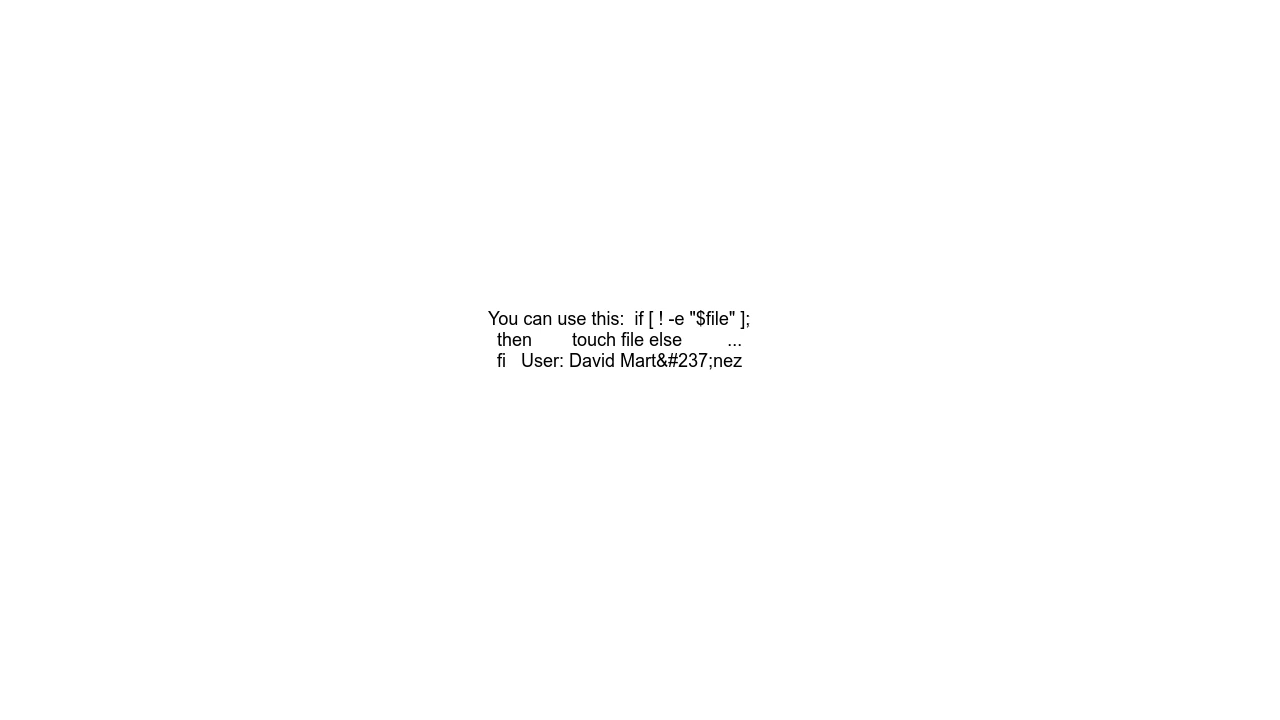 You can use this:  if [ ! -e "$file" ];
then        touch file else         ...
fi   User: David Mart&#237;nez